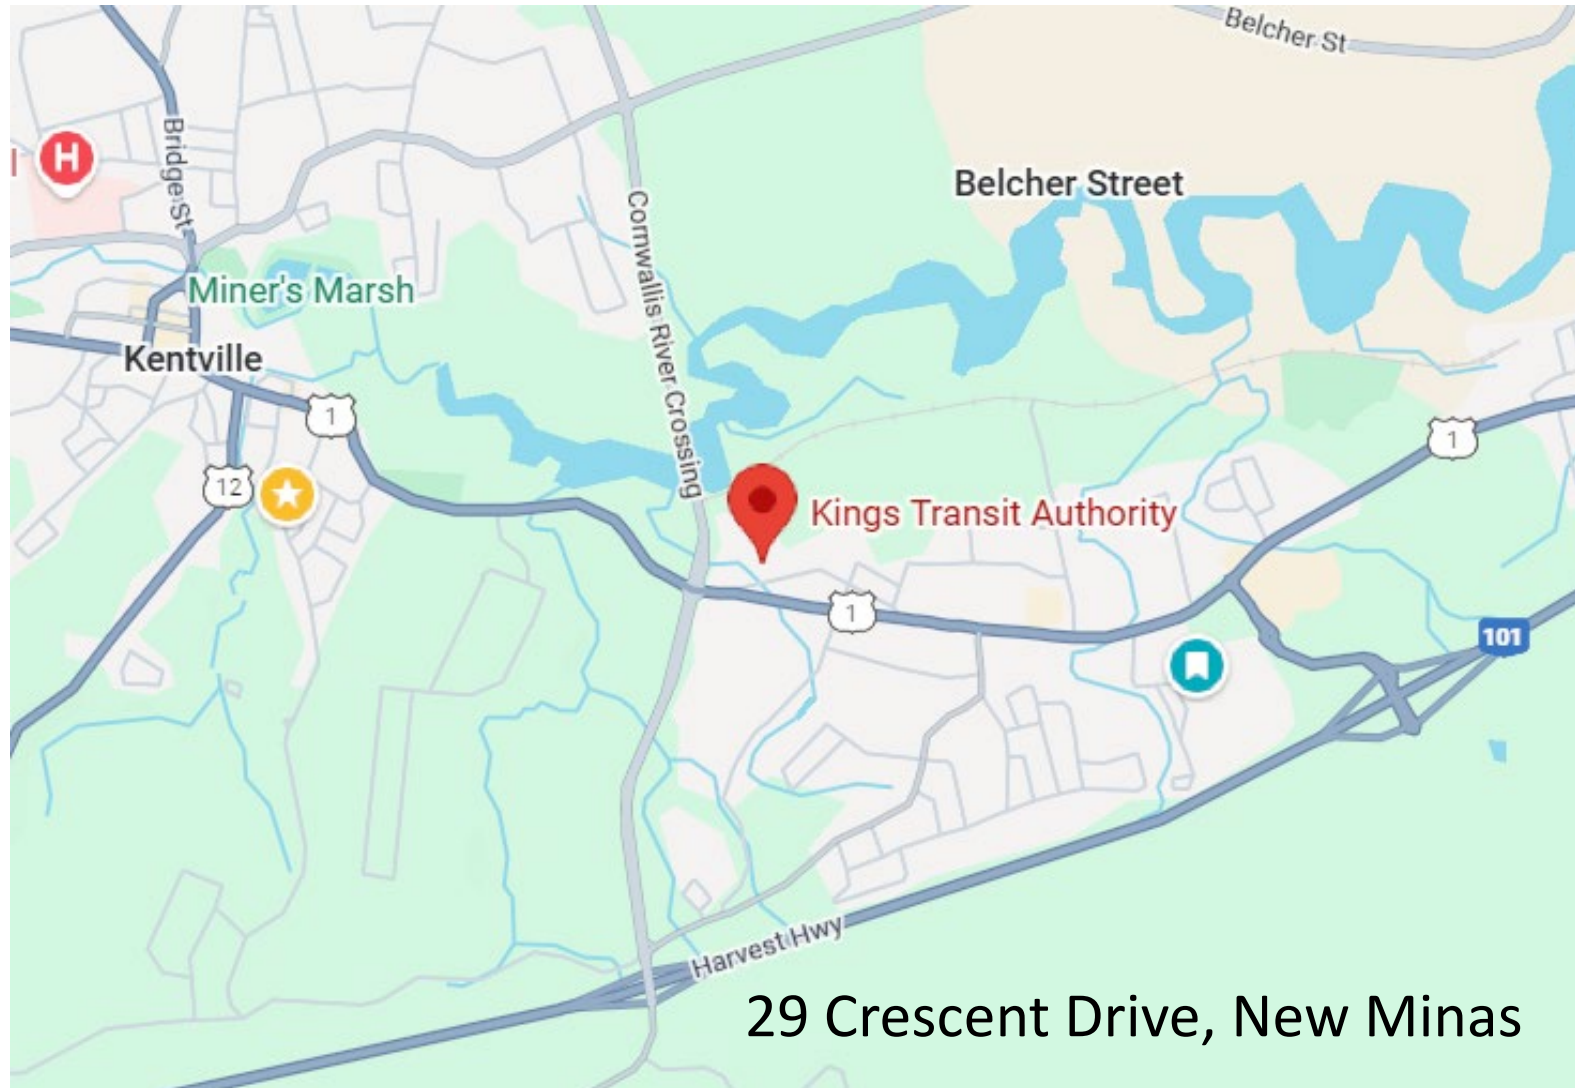 Belcher St
Bridge St
H
Belcher Street
Cornwallis River Crossing
Miner's Marsh
Kentville
1
1
12
Kings Transit Authority
1
101
Harvest Hwy
29 Crescent Drive, New Minas